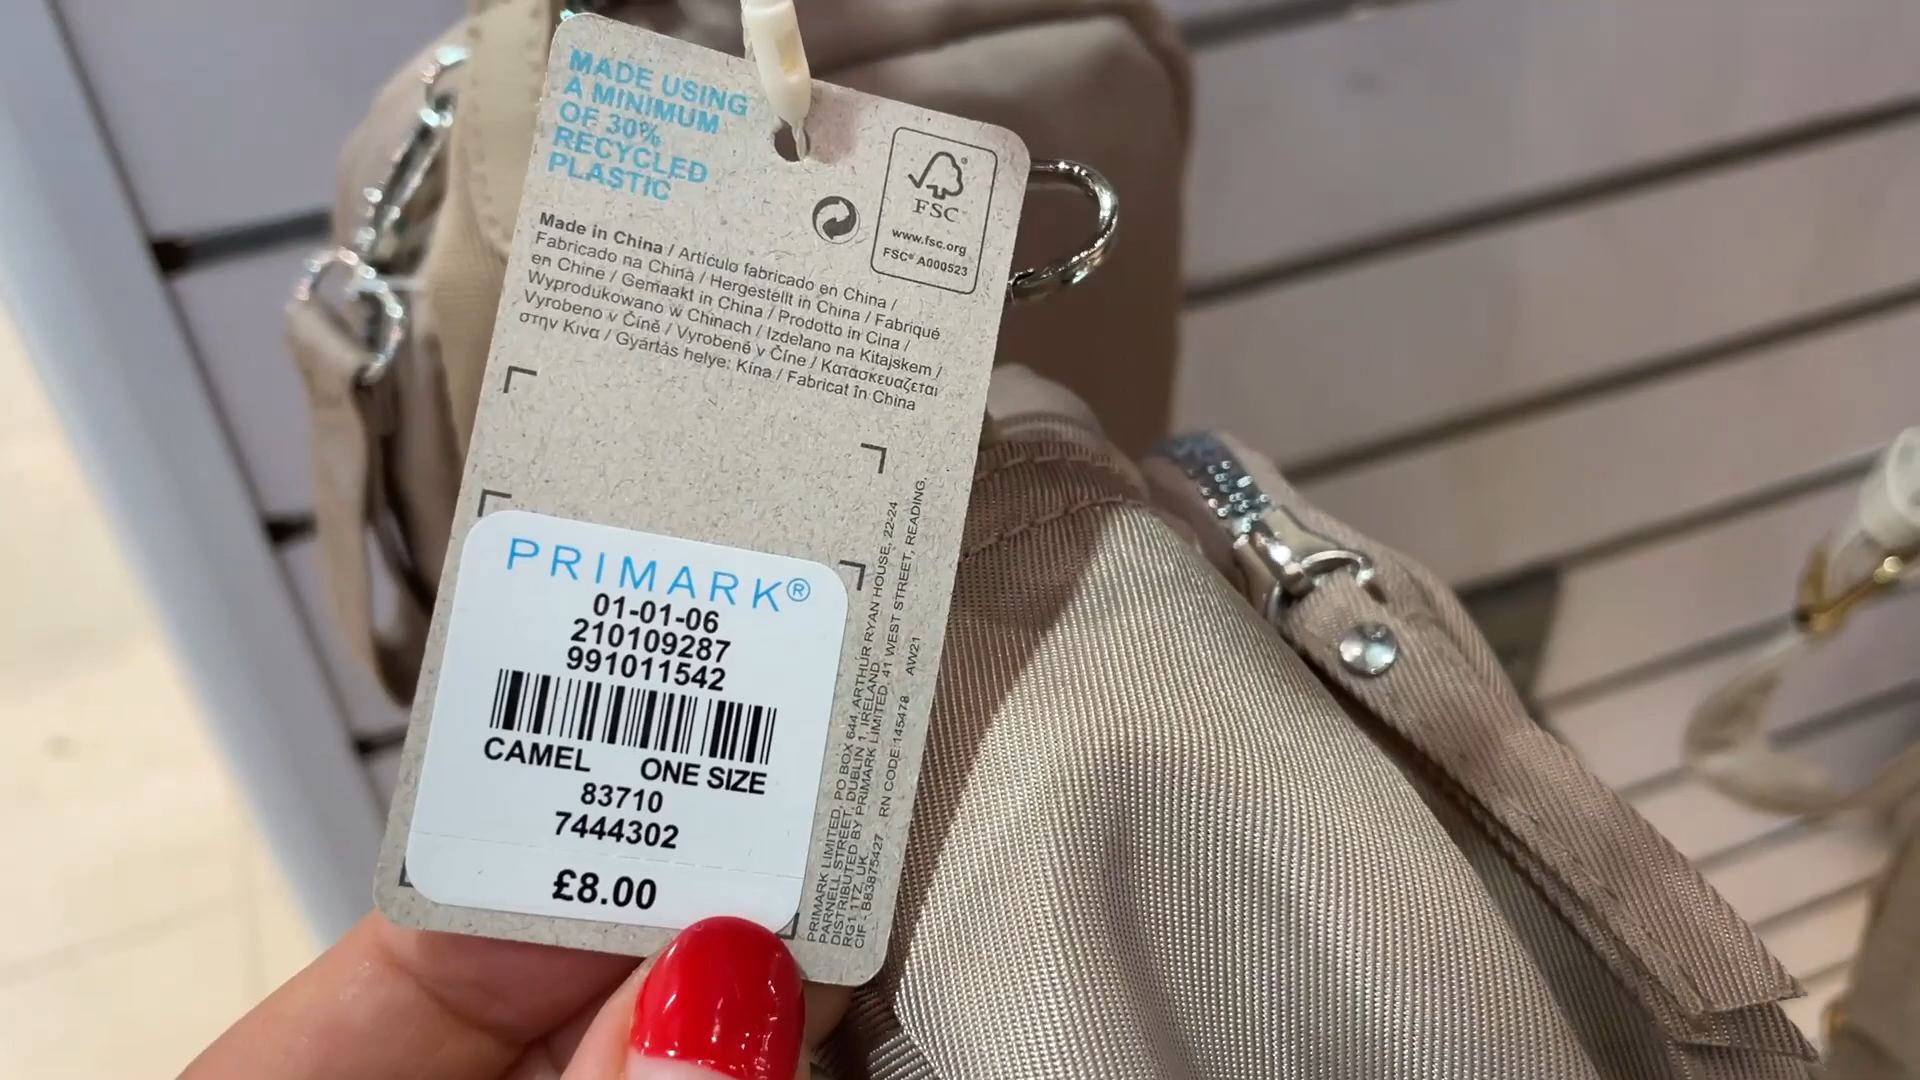 MADE USING
A MINIMUM
OF 30%
RECYCLED
PLASTIC
FSC
www.fsc.org
FSC® A000523
Made in China / Artículo fabricado en China /
Fabricado na China / Hergestellt in China / Fabriqué
en Chine / Gemaakt in China / Prodotto in Cina /
Wyprodukowano w Chinach / Izdelano na Kitajskem /
Vyrobeno v Číně / Vyrobené v Číne / Κατασκευαζεται
στην Κινα / Gyártás helye: Kína / Fabricat în China
PRIMARK®
01-01-06
210109287
991011542
CAMEL ONE SIZE
83710
7444302
£8.00
PRIMARK LIMITED, PO BOX 644, ARTHUR RYAN HOUSE, 22-24
PARNELL STREET, DUBLIN 1, IRELAND
DISTRIBUTED BY PRIMARK LIMITED, 41 WEST STREET, READING,
RG1 1TZ, UK
CIF - B83875427 RN CODE:145478 AW21